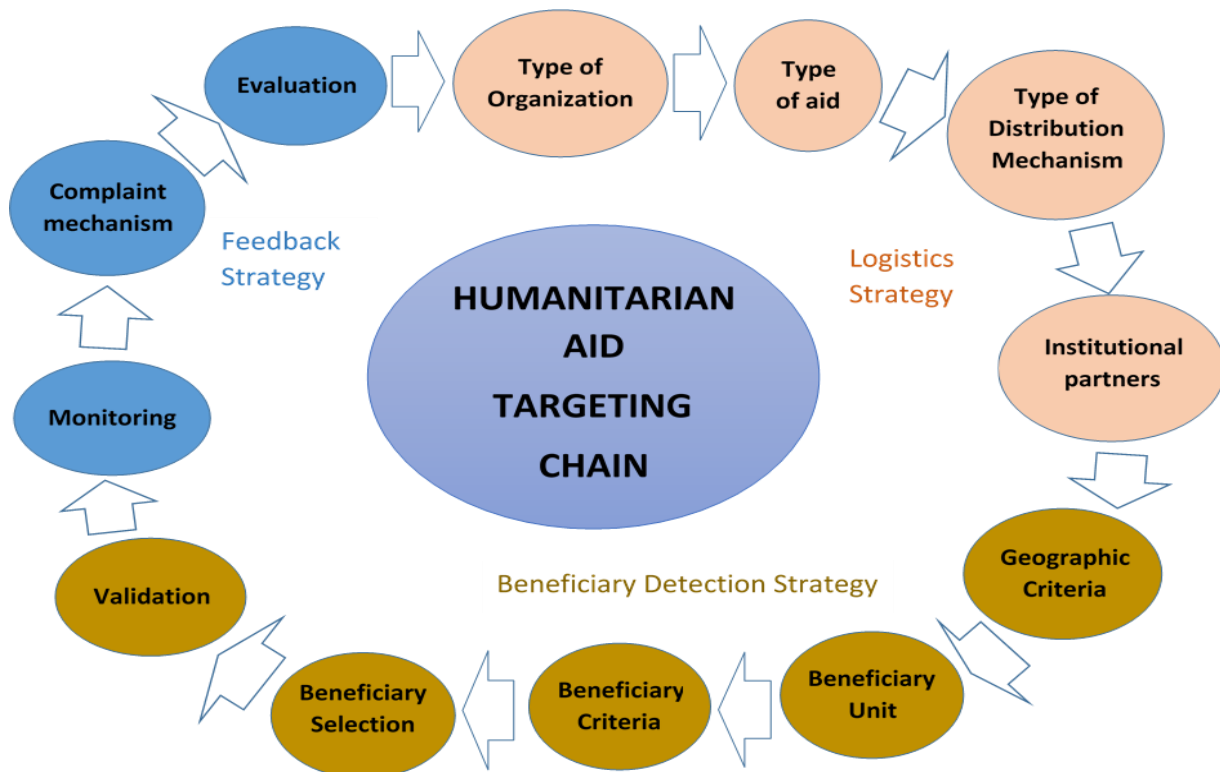 Evaluation
Type of
Organization
Type
of aid
Type of
Distribution
Mechanism
Complaint
mechanism
Feedback
Strategy
Logistics
Strategy
HUMANITARIAN
AID
TARGETING
CHAIN
Institutional
partners
Monitoring
Geographic
Criteria
Beneficiary Detection Strategy
Validation
Beneficiary
Unit
Beneficiary
Criteria
Beneficiary
Selection